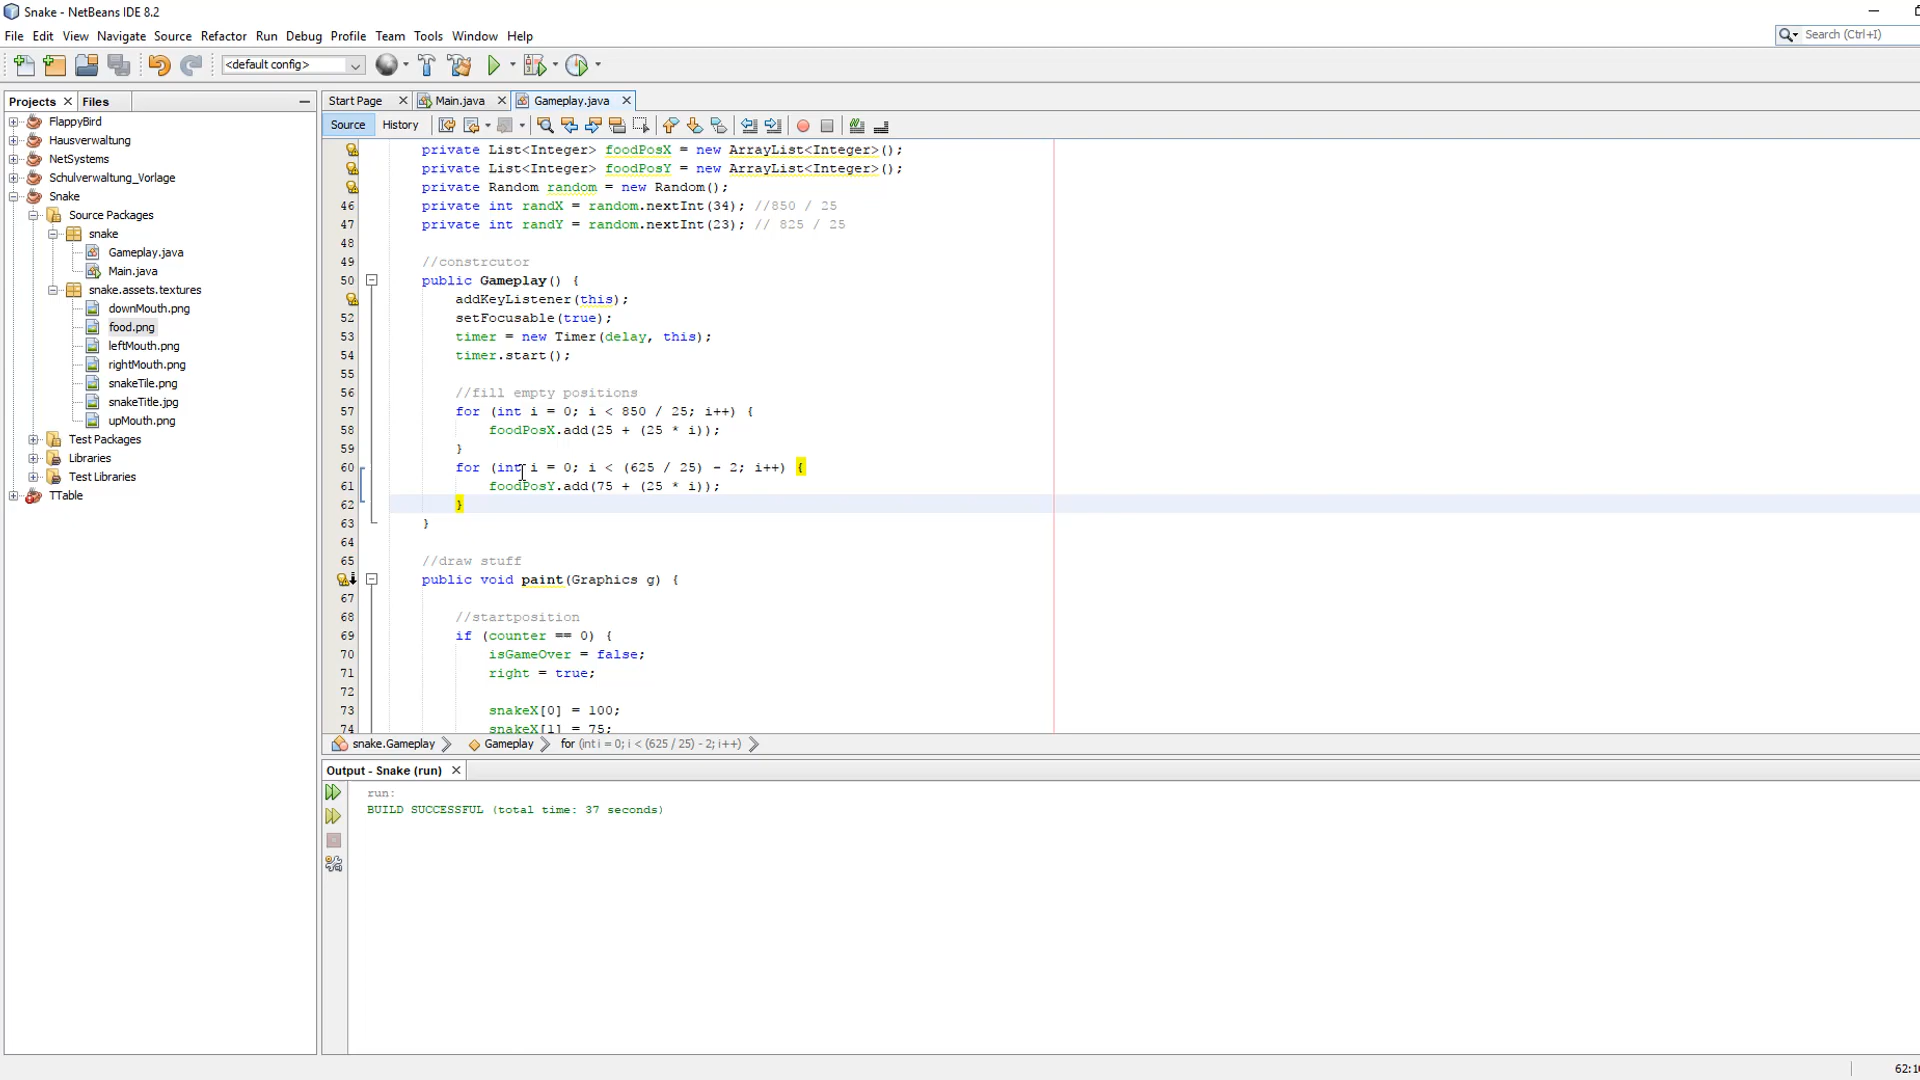 Snake - NetBeans IDE 8.2
File Edit View Navigate Source Refactor Run Debug Profile Team Tools Window Help
Search (Ctrl+I)
<default config>
Projects Files
Start Page Main.java Gameplay.java
Source History
FlappyBird
Hausverwaltung
NetSystems
Schulverwaltung_Vorlage
Snake
Source Packages
snake
Gameplay.java
Main.java
snake.assets.textures
downMouth.png
food.png
leftMouth.png
rightMouth.png
snakeTile.png
snakeTitle.jpg
upMouth.png
Test Packages
Libraries
Test Libraries
TTable
private List<Integer> foodPosX = new ArrayList<Integer>();
private List<Integer> foodPosY = new ArrayList<Integer>();
private Random random = new Random();
46 private int randX = random.nextInt(34); //850 / 25
47 private int randY = random.nextInt(23); // 825 / 25
48
49 //constrcutor
50 public Gameplay() {
addKeyListener(this);
52 setFocusable(true);
53 timer = new Timer(delay, this);
54 timer.start();
55
56 //fill empty positions
57 for (int i = 0; i < 850 / 25; i++) {
58 foodPosX.add(25 + (25 * i));
59 }
60 for (int i = 0; i < (625 / 25) - 2; i++) {
61 foodPosY.add(75 + (25 * i));
62 }
63 }
64
65 //draw stuff
public void paint(Graphics g) {
67
68 //startposition
69 if (counter == 0) {
70 isGameOver = false;
71 right = true;
72
73 snakeX[0] = 100;
74 snakeX[1] = 75;
snake.Gameplay Gameplay for (int i = 0; i < (625 / 25) - 2; i++)
Output - Snake (run)
run:
BUILD SUCCESSFUL (total time: 37 seconds)